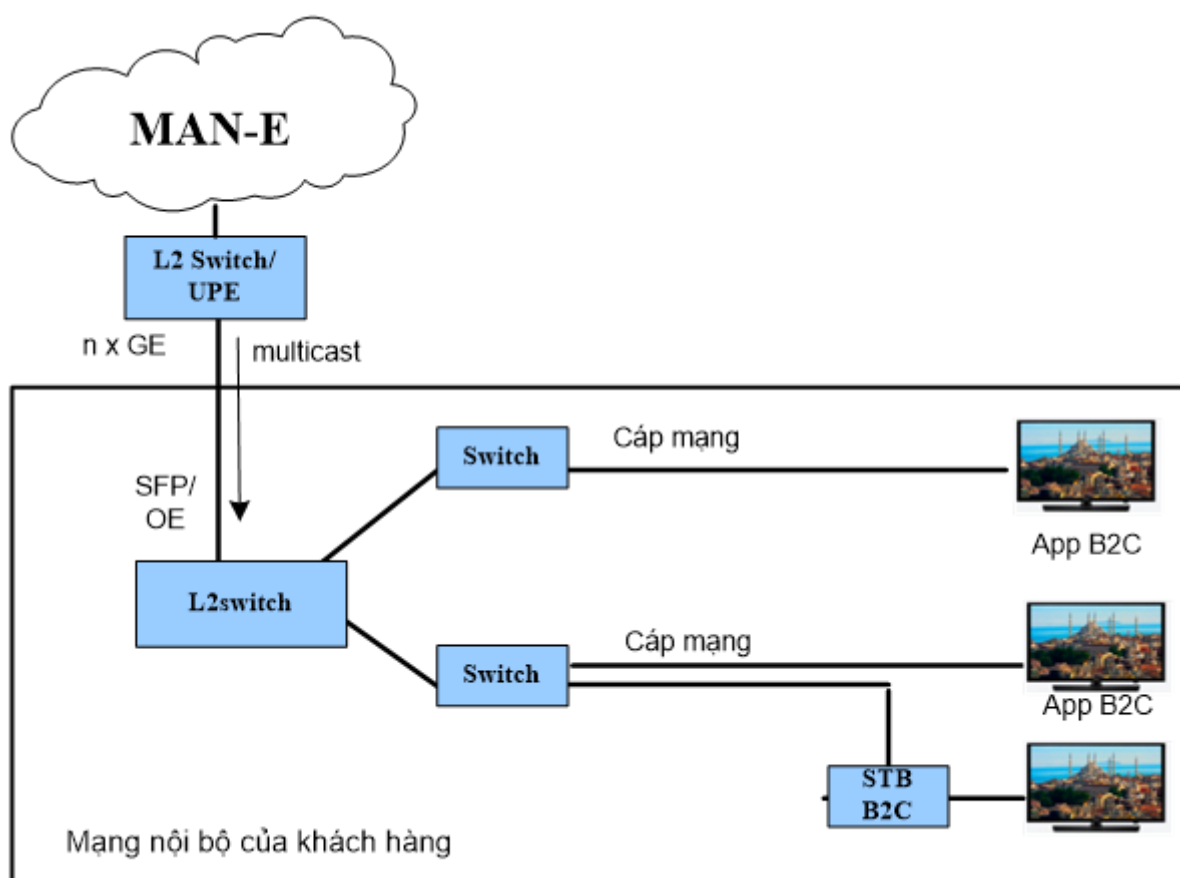 MAN-E
L2 Switch/
UPE
n x GE
multicast
Switch
Cáp mạng
SFP/
OE
App B2C
L2switch
Switch
Cáp mạng
App B2C
STB
B2C
Mạng nội bộ của khách hàng